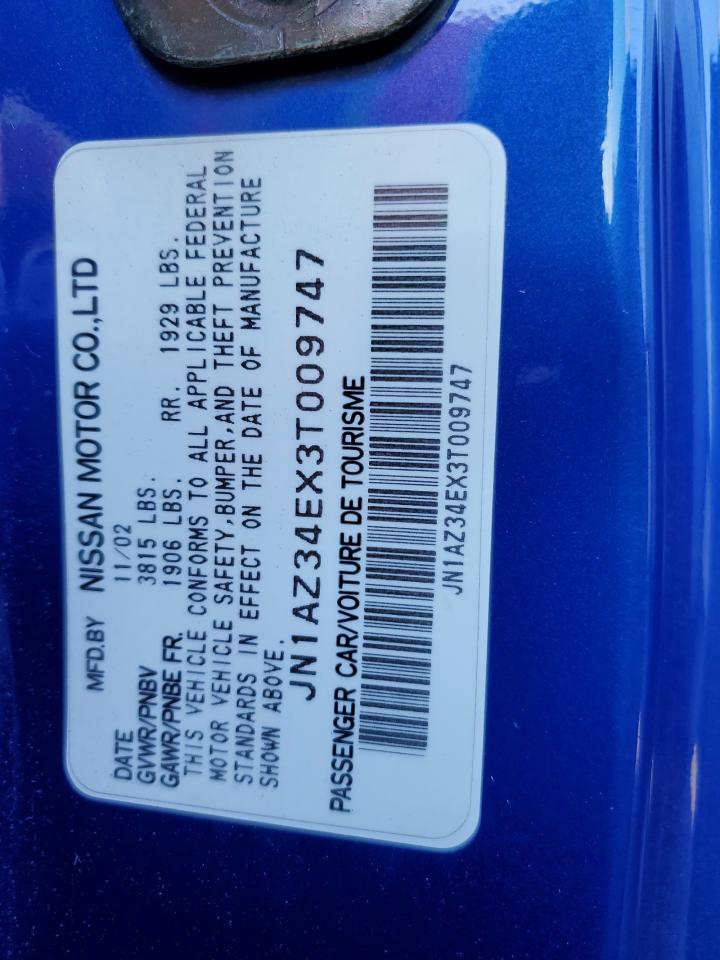 MFD.BY NISSAN MOTOR CO.,LTD
DATE 11/02
GVWR/PNBV 3815 LBS.
GAWR/PNBE FR. 1906 LBS. RR. 1929 LBS.
THIS VEHICLE CONFORMS TO ALL APPLICABLE FEDERAL
MOTOR VEHICLE SAFETY,BUMPER,AND THEFT PREVENTION
STANDARDS IN EFFECT ON THE DATE OF MANUFACTURE
SHOWN ABOVE.
JN1AZ34EX3T009747
PASSENGER CAR/VOITURE DE TOURISME
JN1AZ34EX3T009747